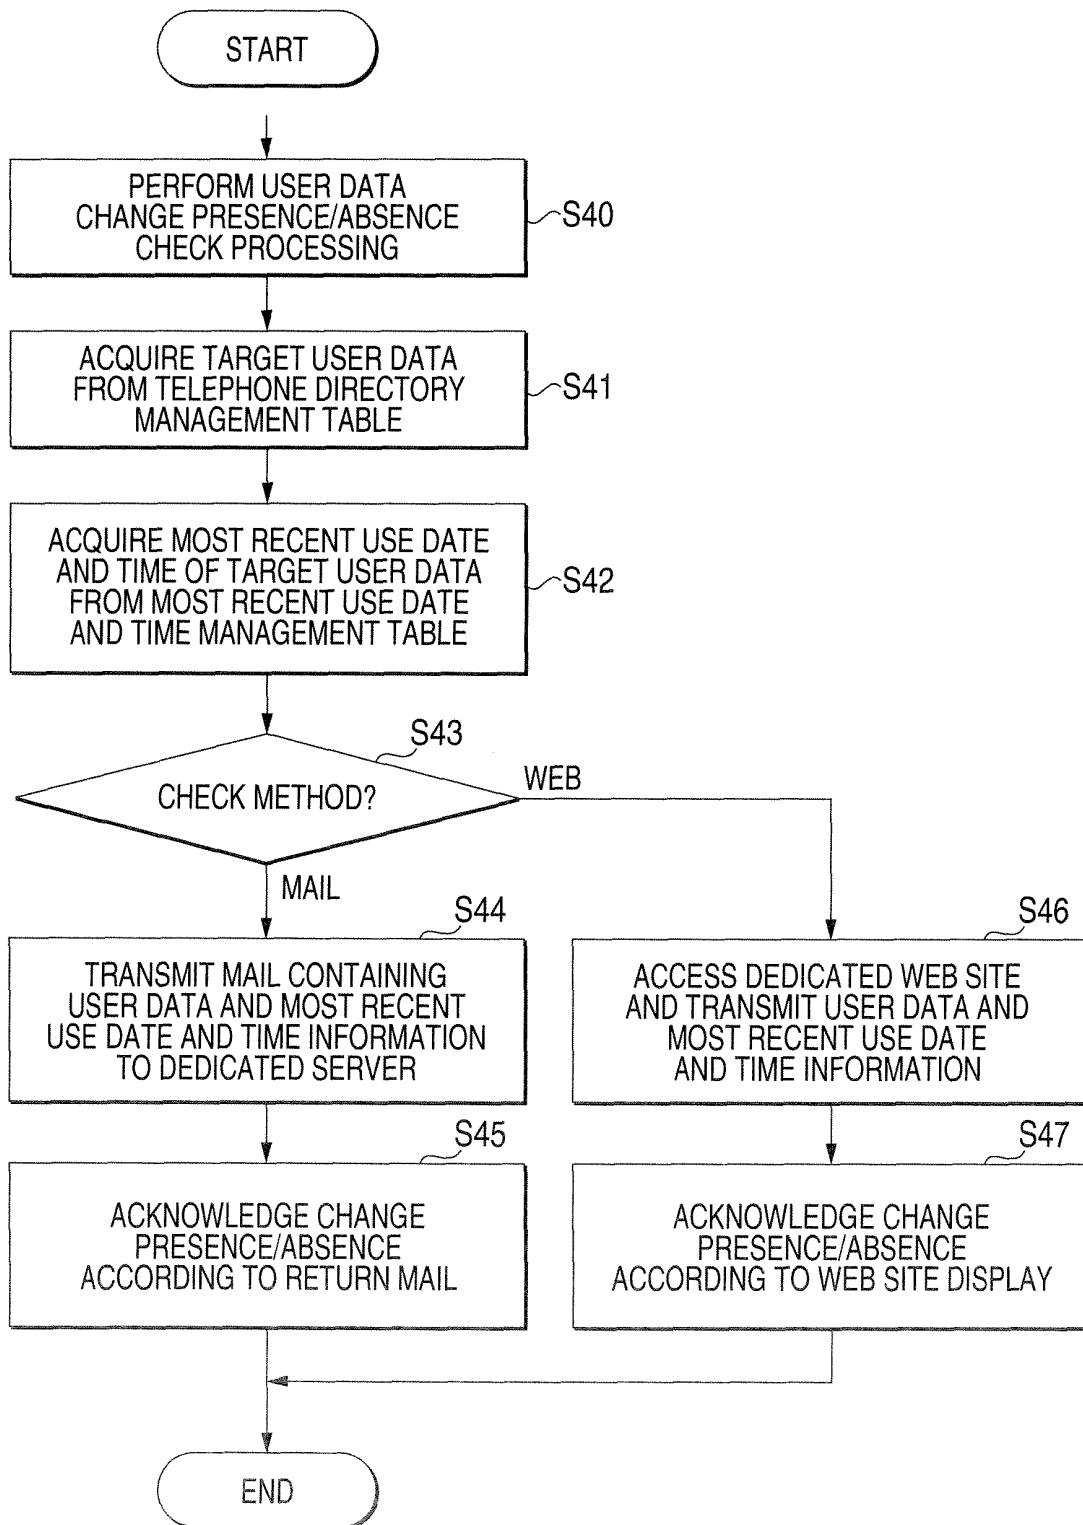 START
PERFORM USER DATA
CHANGE PRESENCE/ABSENCE
CHECK PROCESSING
S40
ACQUIRE TARGET USER DATA
FROM TELEPHONE DIRECTORY
MANAGEMENT TABLE
S41
ACQUIRE MOST RECENT USE DATE
AND TIME OF TARGET USER DATA
FROM MOST RECENT USE DATE
AND TIME MANAGEMENT TABLE
S42
S43
CHECK METHOD?
WEB
MAIL
S44
TRANSMIT MAIL CONTAINING
USER DATA AND MOST RECENT
USE DATE AND TIME INFORMATION
TO DEDICATED SERVER
S46
ACCESS DEDICATED WEB SITE
AND TRANSMIT USER DATA AND
MOST RECENT USE DATE
AND TIME INFORMATION
S45
ACKNOWLEDGE CHANGE
PRESENCE/ABSENCE
ACCORDING TO RETURN MAIL
S47
ACKNOWLEDGE CHANGE
PRESENCE/ABSENCE
ACCORDING TO WEB SITE DISPLAY
END